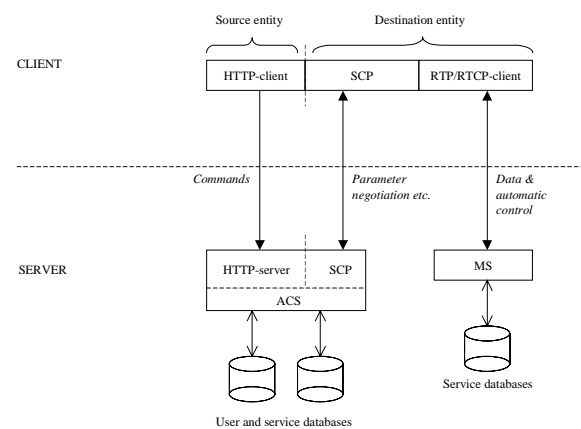 Source entity
Destination entity
CLIENT
HTTP-client
SCP
RTP/RTCP-client
Commands
Parameter
negotiation etc.
Data &
automatic
control
SERVER
HTTP-server
SCP
MS
ACS
Service databases
User and service databases